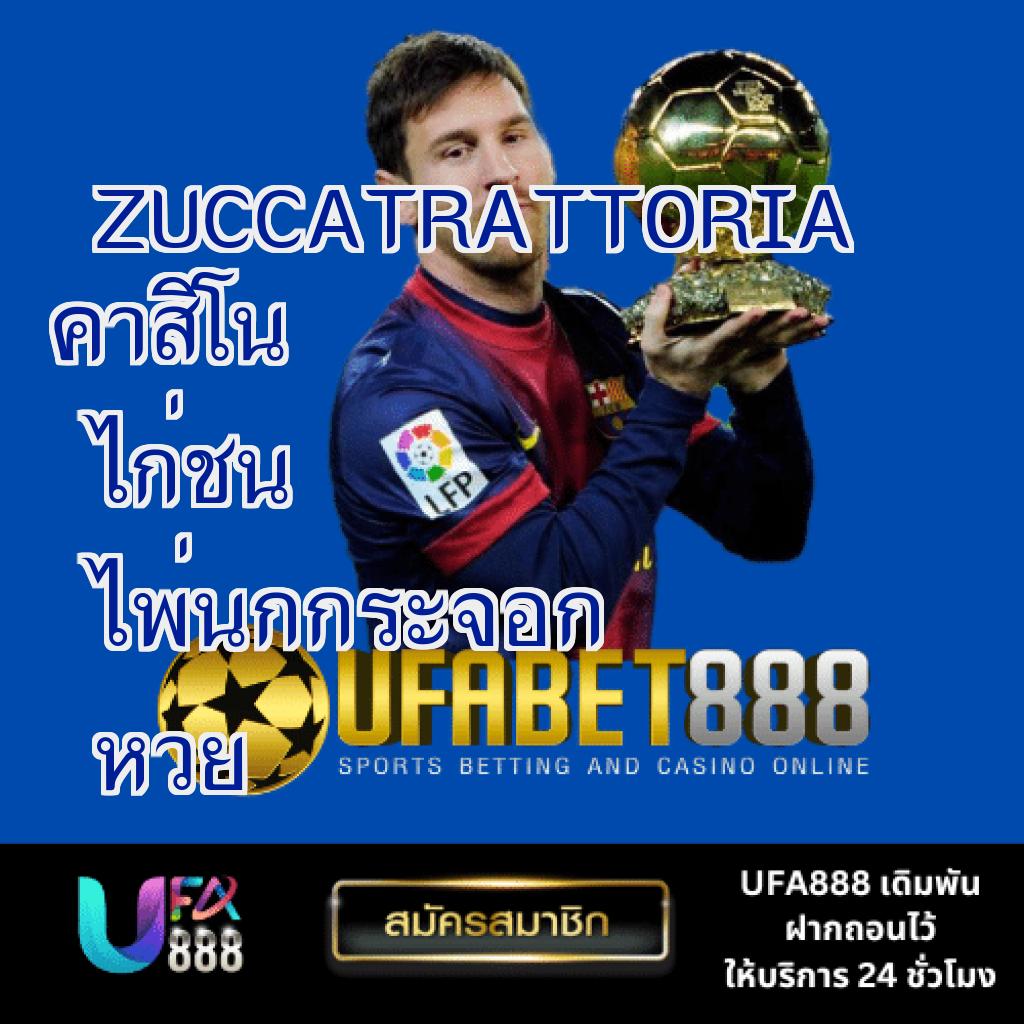 ZUCCATRATTORIA
คาสิโน
ไก่ชน
LFP
ไพ่นกกระจอก
UFABET888
SPORTS BETTING AND CASINO ONLINE
หวย
UFA
888
สมัครสมาชิก
UFA888 เดิมพัน
ฝากถอนไว้
ให้บริการ 24 ชั่วโมง